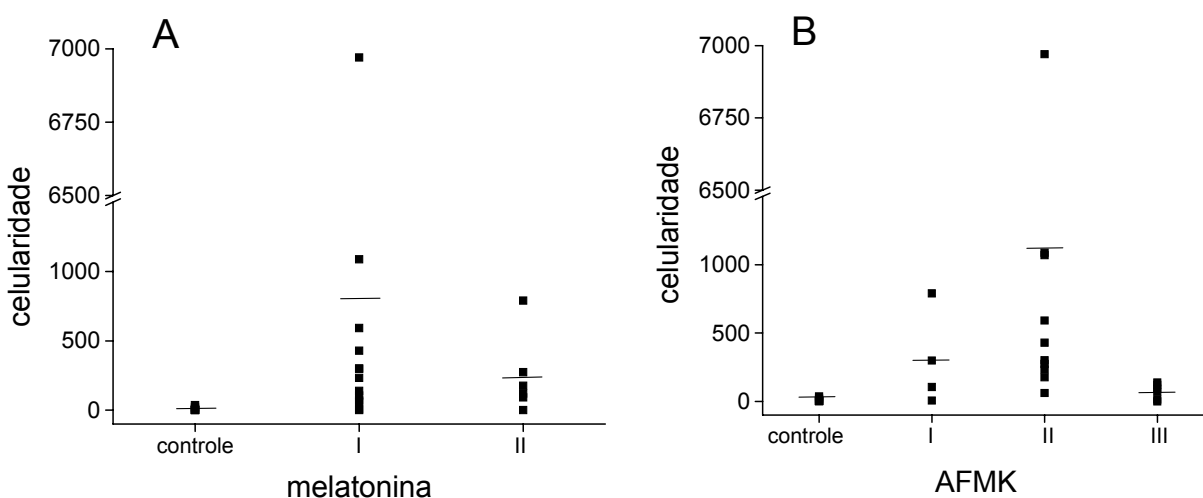 A
7000
6750
6500
1000
500
0
celularidade
controle
I
II
melatonina
B
7000
6750
6500
1000
500
0
celularidade
controle
I
II
III
AFMK